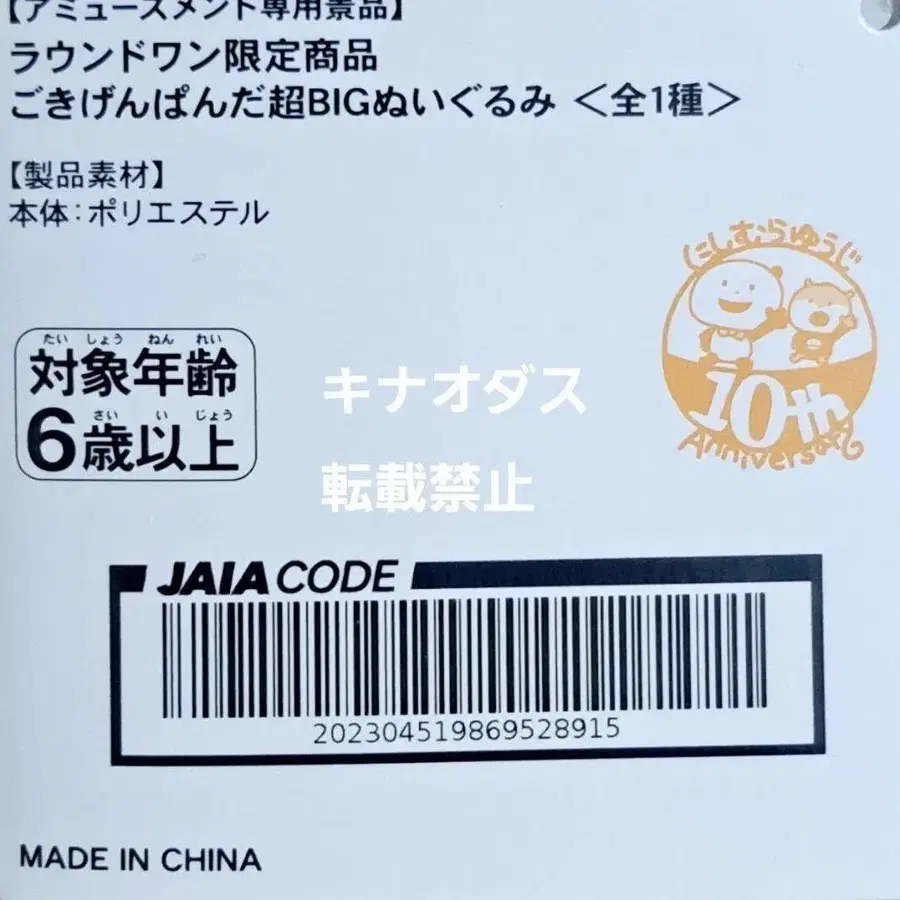 【アミューズメント専用景品】
ラウンドワン限定商品
ごきげんぱんだ超BIGぬいぐるみ ＜全1種＞
【製品素材】
本体：ポリエステル
にしむらゆうじ
10th
Anniversary
たい しょう ねん れい
対象年齢
さい い じょう
6歳以上
キナオダス
転載禁止
JAIA CODE
202304519869528915
MADE IN CHINA